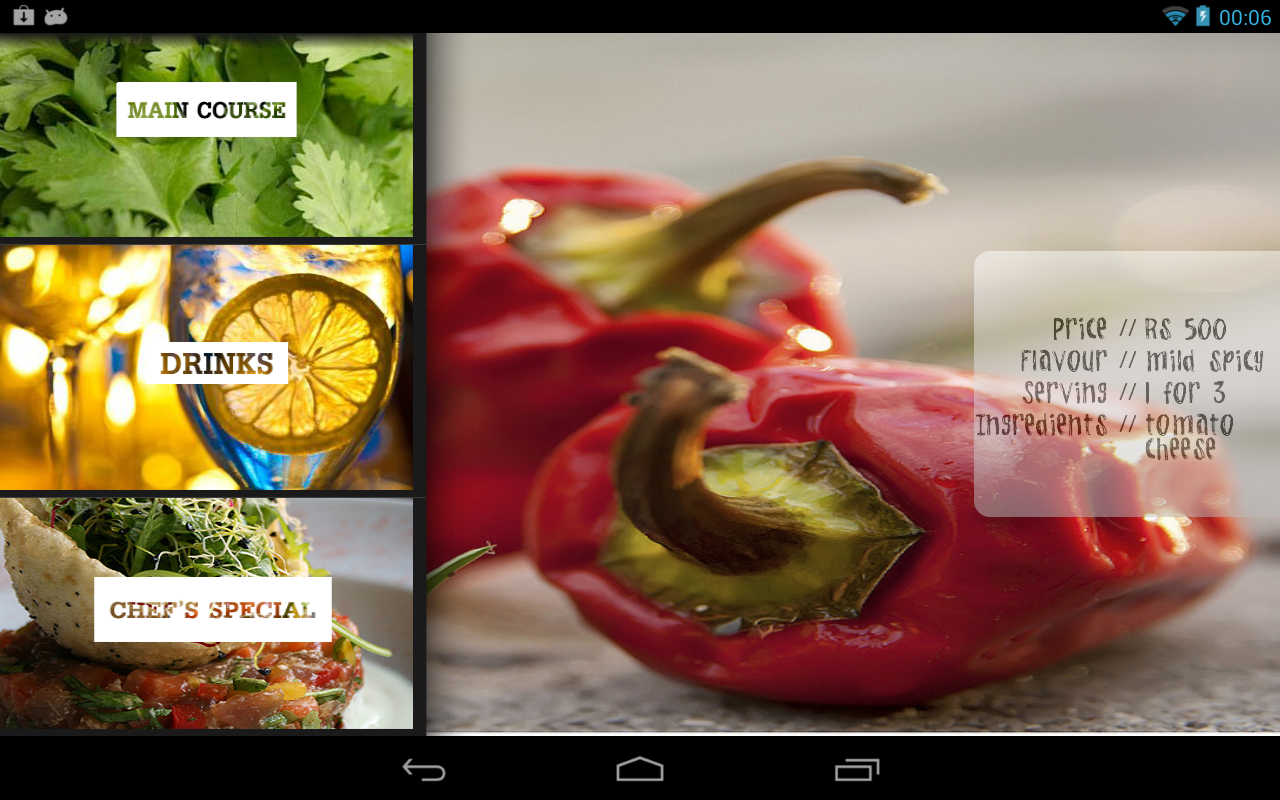 00:06
MAIN COURSE
DRINKS
CHEF'S SPECIAL
Price // RS 500
Flavour // mild spicy
Serving // 1 for 3
Ingredients // tomato
cheese